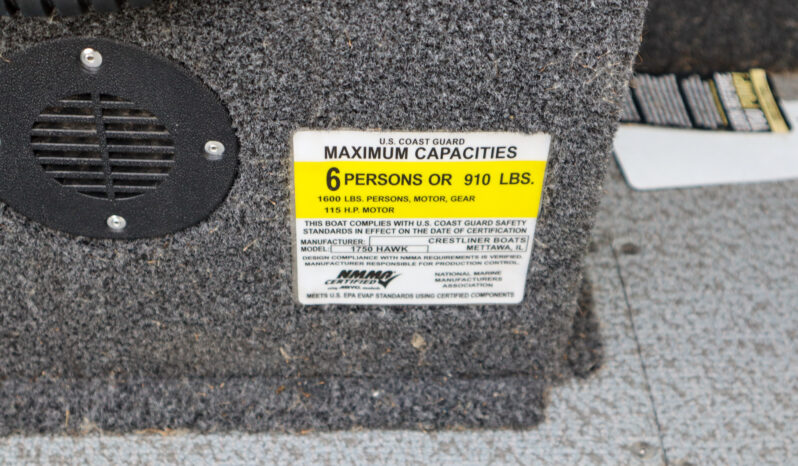 U.S. COAST GUARD
MAXIMUM CAPACITIES
6 PERSONS OR 910 LBS.
1600 LBS. PERSONS, MOTOR, GEAR
115 H.P. MOTOR
THIS BOAT COMPLIES WITH U.S. COAST GUARD SAFETY
STANDARDS IN EFFECT ON THE DATE OF CERTIFICATION
MANUFACTURER: CRESTLINER BOATS
MODEL: 1750 HAWK METTAWA, IL
DESIGN COMPLIANCE WITH NMMA REQUIREMENTS IS VERIFIED.
MANUFACTURER RESPONSIBLE FOR PRODUCTION CONTROL.
NMMA
CERTIFIED
using ABYC standards
NATIONAL MARINE
MANUFACTURERS
ASSOCIATION
MEETS U.S. EPA EVAP STANDARDS USING CERTIFIED COMPONENTS